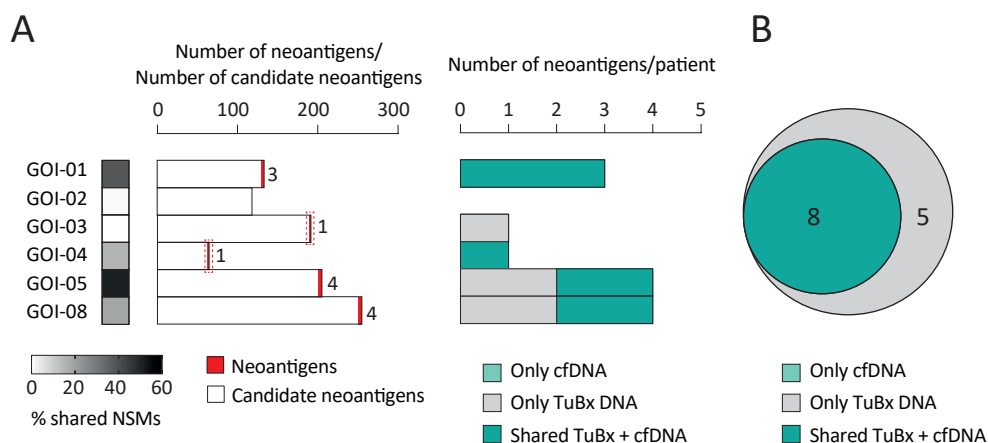 A
Number of neoantigens/
Number of candidate neoantigens
0 100 200 300
Number of neoantigens/patient
0 1 2 3 4 5
B
GOI-01
3
GOI-02
GOI-03
1
GOI-04
1
GOI-05
4
GOI-08
4
8
5
0 20 40 60
% shared NSMs
Neoantigens
Candidate neoantigens
Only cfDNA
Only TuBx DNA
Shared TuBx + cfDNA
Only cfDNA
Only TuBx DNA
Shared TuBx + cfDNA